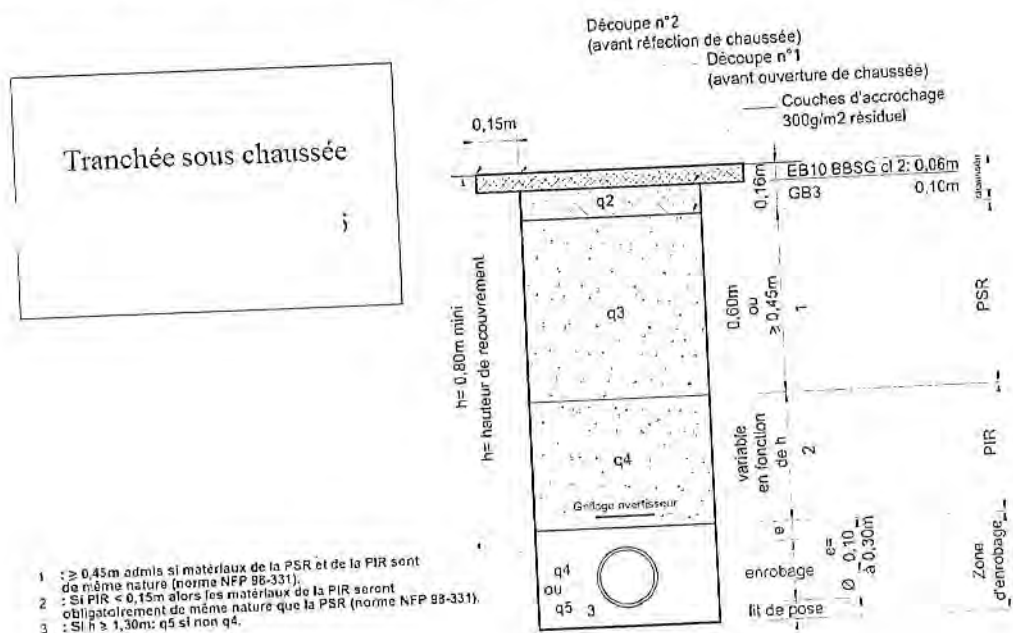 Découpe n°2
(avant réfection de chaussée)
Découpe n°1
(avant ouverture de chaussée)
Couches d'accrochage
300g/m2 résiduel
Tranchée sous chaussée
0,15m
0,16m
EB10 BBSG cl 2: 0,06m
GB3 0,10m
q2
h= 0,80m mini
h= hauteur de recouvrement
q3
0,60m
ou
≥ 0,45m
1
PSR
q4
variable
en fonction
de h
2
PIR
Grillage avertisseur
e
e=
0,10
à 0,30m
enrobage
Ø
Zone
d'enrobage
q4
ou
q5 3
lit de pose
1 : ≥ 0,45m admis si matériaux de la PSR et de la PIR sont
de même nature (norme NFP 98-331).
2 : Si PIR < 0,15m alors les matériaux de la PIR seront
obligatoirement de même nature que la PSR (norme NFP 98-331).
3 : Si h ≥ 1,30m: q5 si non q4.